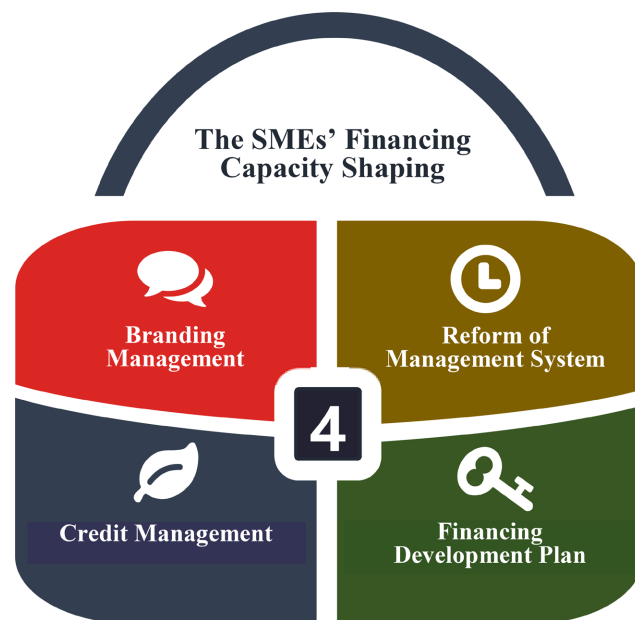 The SMEs’ Financing
Capacity Shaping
Branding
Management
Reform of
Management System
4
Credit Management
Financing
Development Plan